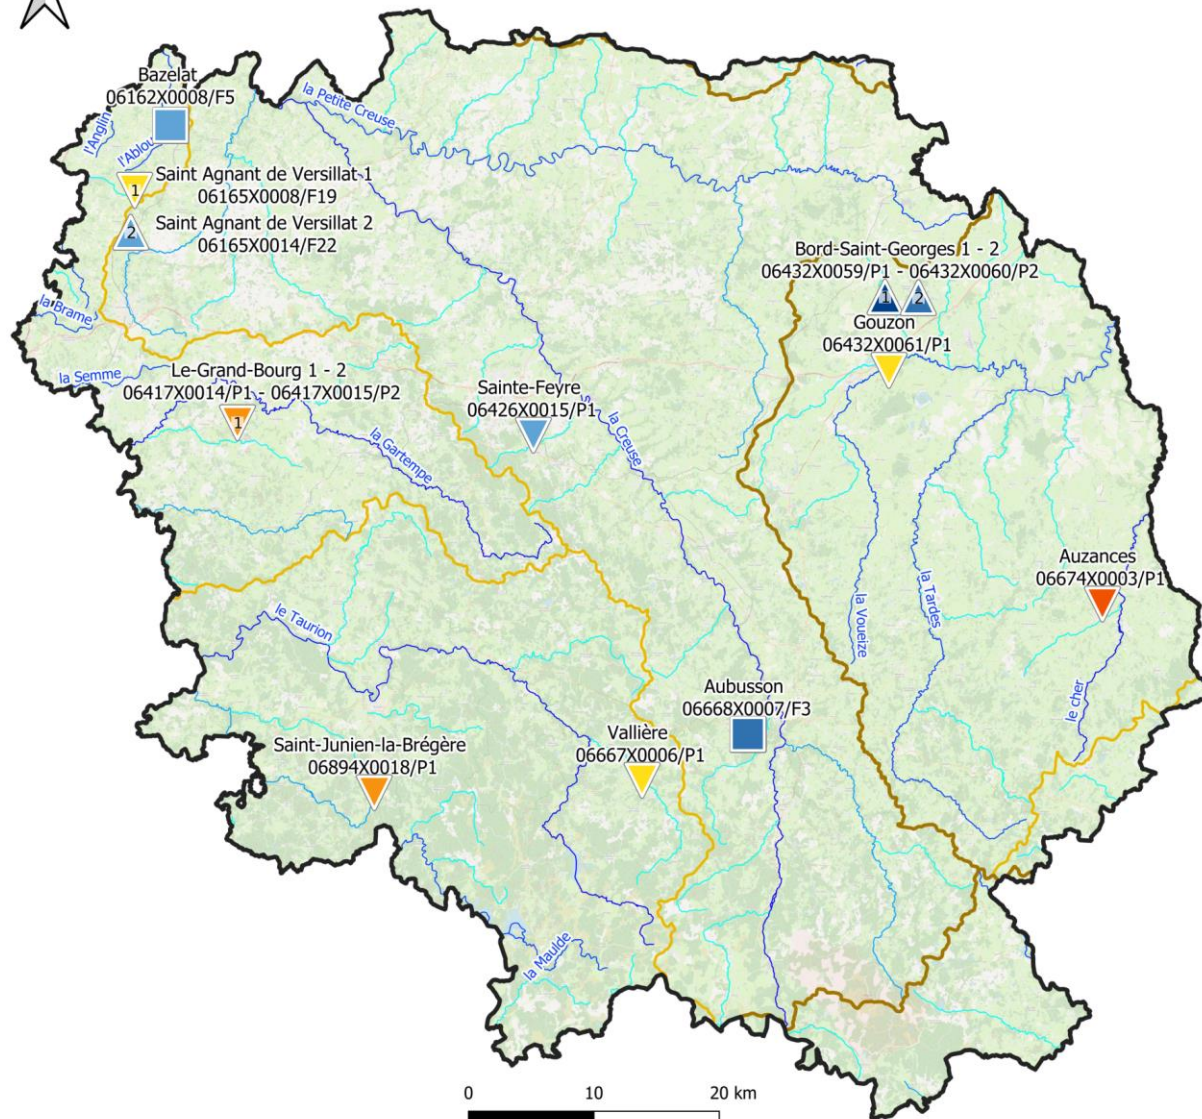 Bazelat
06162X0008/F5
la Petite Creuse
l'Anglin
l'Ablou
1
Saint Agnant de Versillat 1
06165X0008/F19
2
Saint Agnant de Versillat 2
06165X0014/F22
Bord-Saint-Georges 1 - 2
06432X0059/P1 - 06432X0060/P2
1
2
la Brame
Gouzon
06432X0061/P1
la Semme
Le-Grand-Bourg 1 - 2
06417X0014/P1 - 06417X0015/P2
1
Sainte-Feyre
06426X0015/P1
la Creuse
la Gartempe
Auzances
06674X0003/P1
la Voueize
la Tardes
le Taurion
le cher
Aubusson
06668X0007/F3
Vallière
06667X0006/P1
Saint-Junien-la-Brégère
06894X0018/P1
la Maulde
0 10 20 km